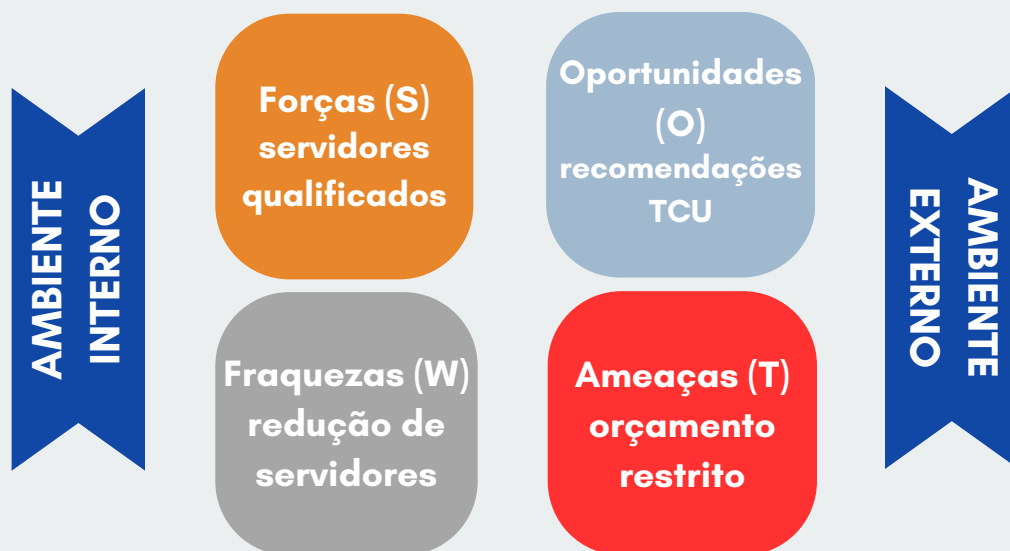 AMBIENTE
INTERNO
Forças (S)
servidores
qualificados
Oportunidades
(O)
recomendações
TCU
Fraquezas (W)
redução de
servidores
Ameaças (T)
orçamento
restrito
AMBIENTE
EXTERNO